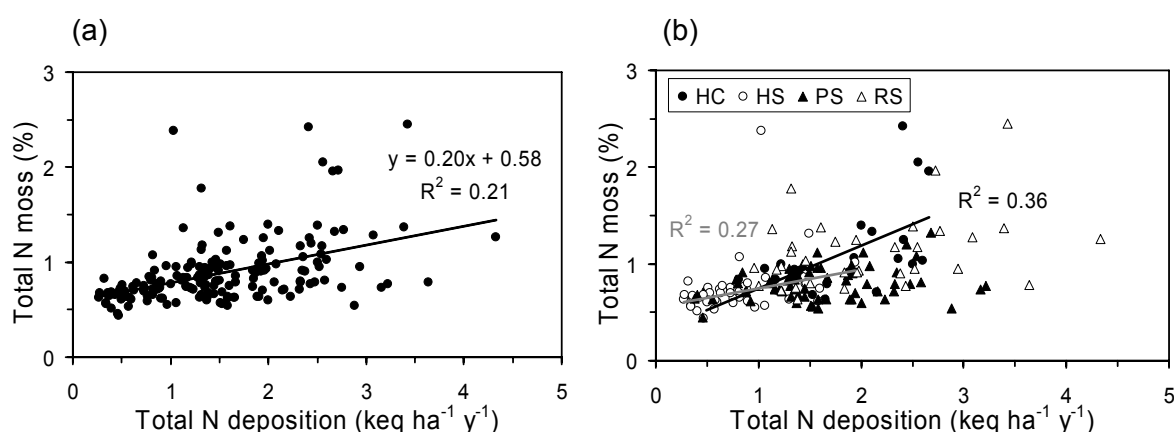 (a)
3
2
1
0
Total N moss (%)
y = 0.20x + 0.58
R² = 0.21
0 1 2 3 4 5
Total N deposition (keq ha⁻¹ y⁻¹)
(b)
3
2
1
0
Total N moss (%)
● HC ○ HS ▲ PS △ RS
R² = 0.27
R² = 0.36
0 1 2 3 4 5
Total N deposition (keq ha⁻¹ y⁻¹)